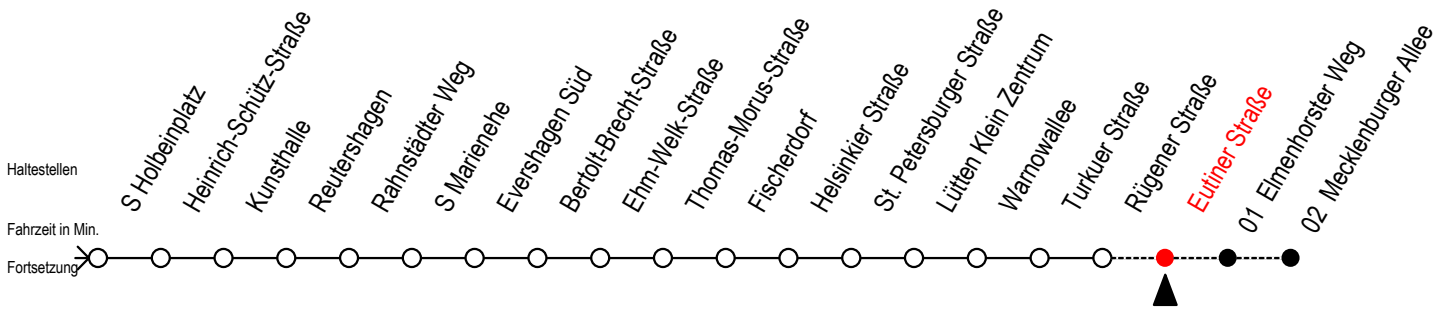 Haltestellen
S Holbeinplatz
Heinrich-Schütz-Straße
Kunsthalle
Reutershagen
Rahnstädter Weg
S Marienehe
Evershagen Süd
Bertolt-Brecht-Straße
Ehm-Welk-Straße
Thomas-Morus-Straße
Fischerdorf
Helsinkier Straße
St. Petersburger Straße
Lütten Klein Zentrum
Warnowallee
Turkuer Straße
Rügener Straße
Eutiner Straße
01 Elmenhorster Weg
02 Mecklenburger Allee
Fahrzeit in Min.
Fortsetzung